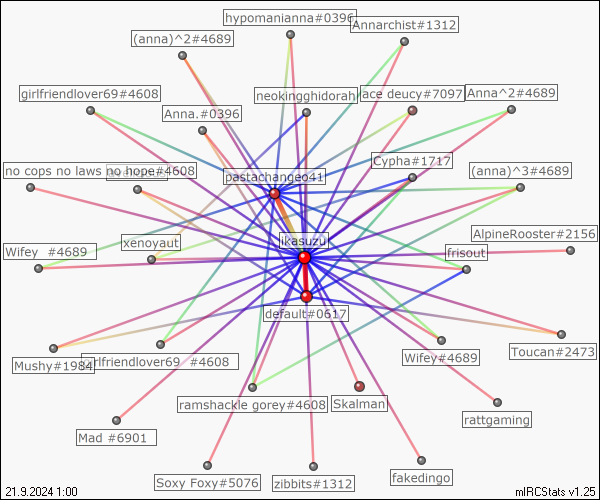 hypomanianna#0396
Annarchist#1312
(anna)^2#4689
girlfriendlover69#4608
neokingghidorah
ace deucy#7097
Anna^2#4689
Anna.#0396
Cypha#1717
no cops no laws no hope#4608
(anna)^3#4689
pastachangeo41
AlpineRooster#2156
ikasuzu
xenoyaut
Wifey #4689
frisout
default#0617
Toucan#2473
Wifey#4689
Mushy#1984
girlfriendlover69 #4608
ramshackle gorey#4608
Skalman
rattgaming
Mad #6901
Soxy Foxy#5076
zibbits#1312
fakedingo
21.9.2024 1:00
mIRCStats v1.25